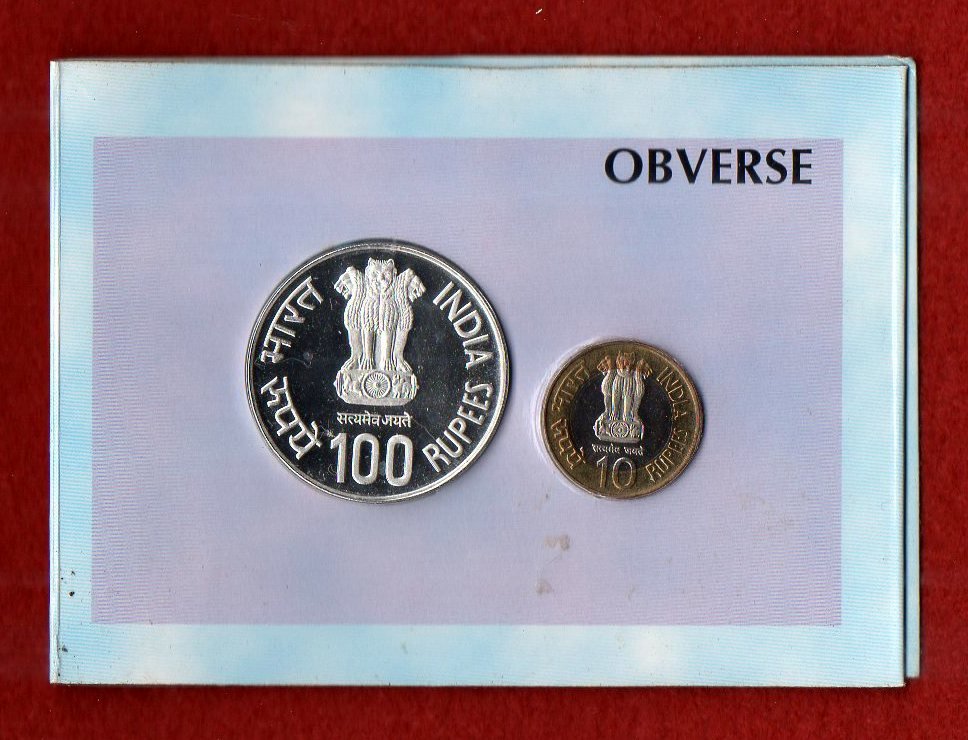 OBVERSE
भारत
INDIA
रुपये
RUPEES
सत्यमेव जयते
100
भारत
INDIA
रुपये
RUPEES
सत्यमेव जयते
10